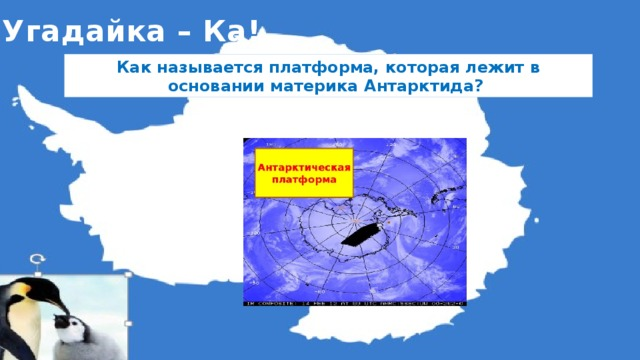 Угадайка – Ка!
Как называется платформа, которая лежит в
основании материка Антарктида?
Антарктическая
платформа